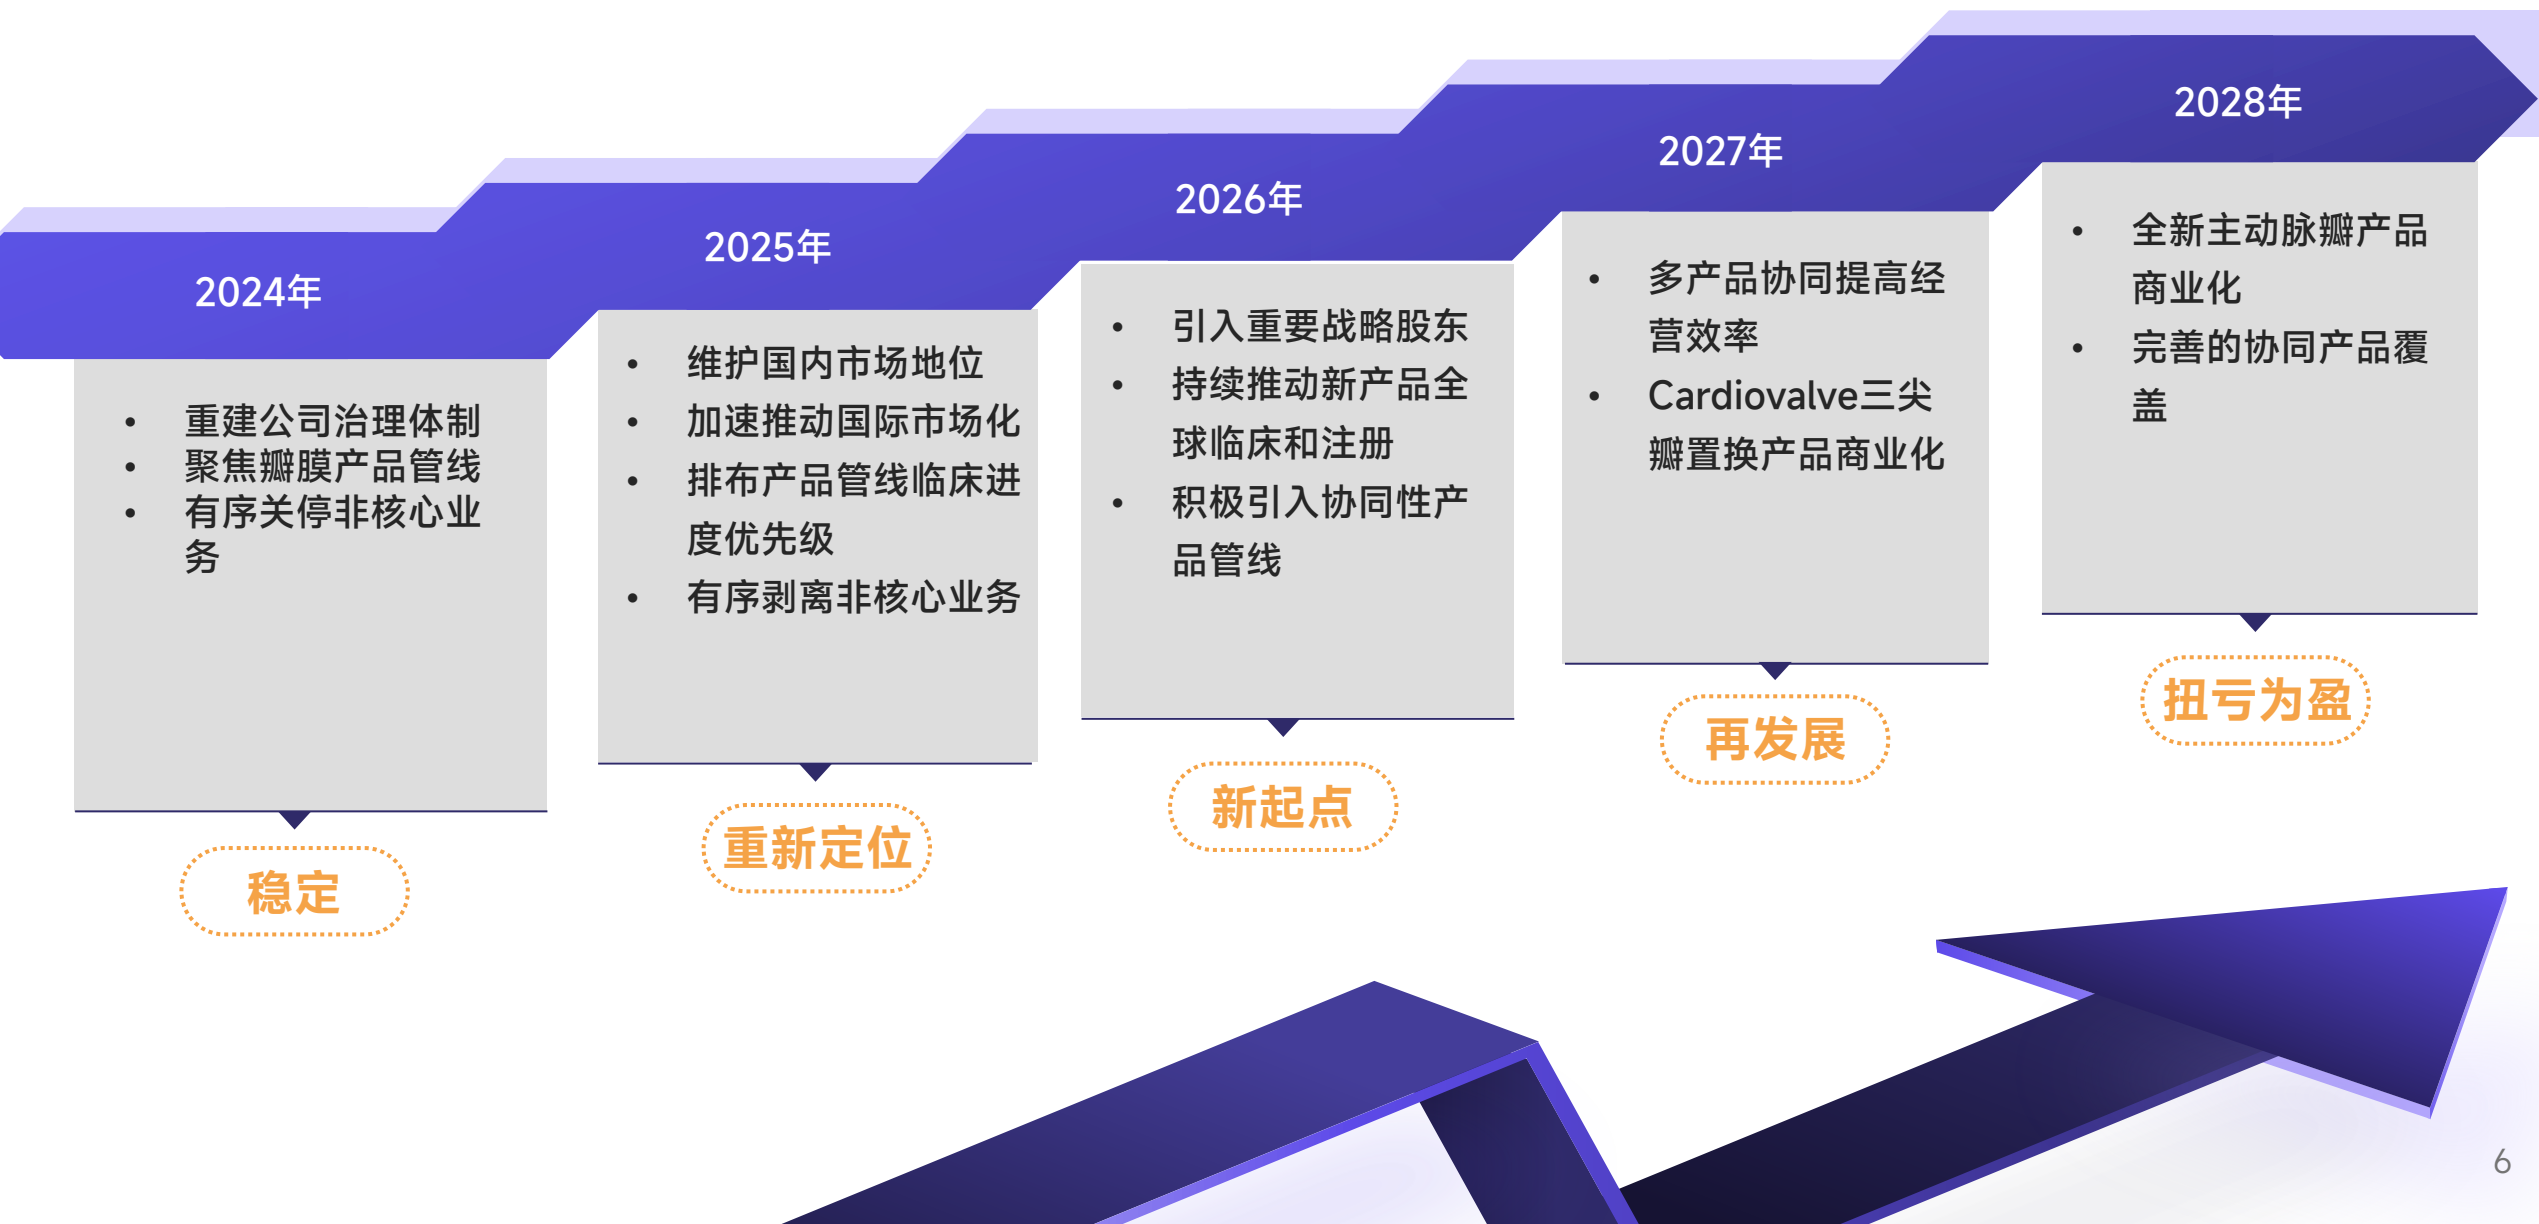 2024年
• 重建公司治理体制
• 聚焦瓣膜产品管线
• 有序关停非核心业
务
稳定
2025年
• 维护国内市场地位
• 加速推动国际市场化
• 排布产品管线临床进
度优先级
• 有序剥离非核心业务
重新定位
2026年
• 引入重要战略股东
• 持续推动新产品全
球临床和注册
• 积极引入协同性产
品管线
新起点
2027年
• 多产品协同提高经
营效率
• Cardiovalve三尖
瓣置换产品商业化
再发展
2028年
• 全新主动脉瓣产品
商业化
• 完善的协同产品覆
盖
扭亏为盈
6